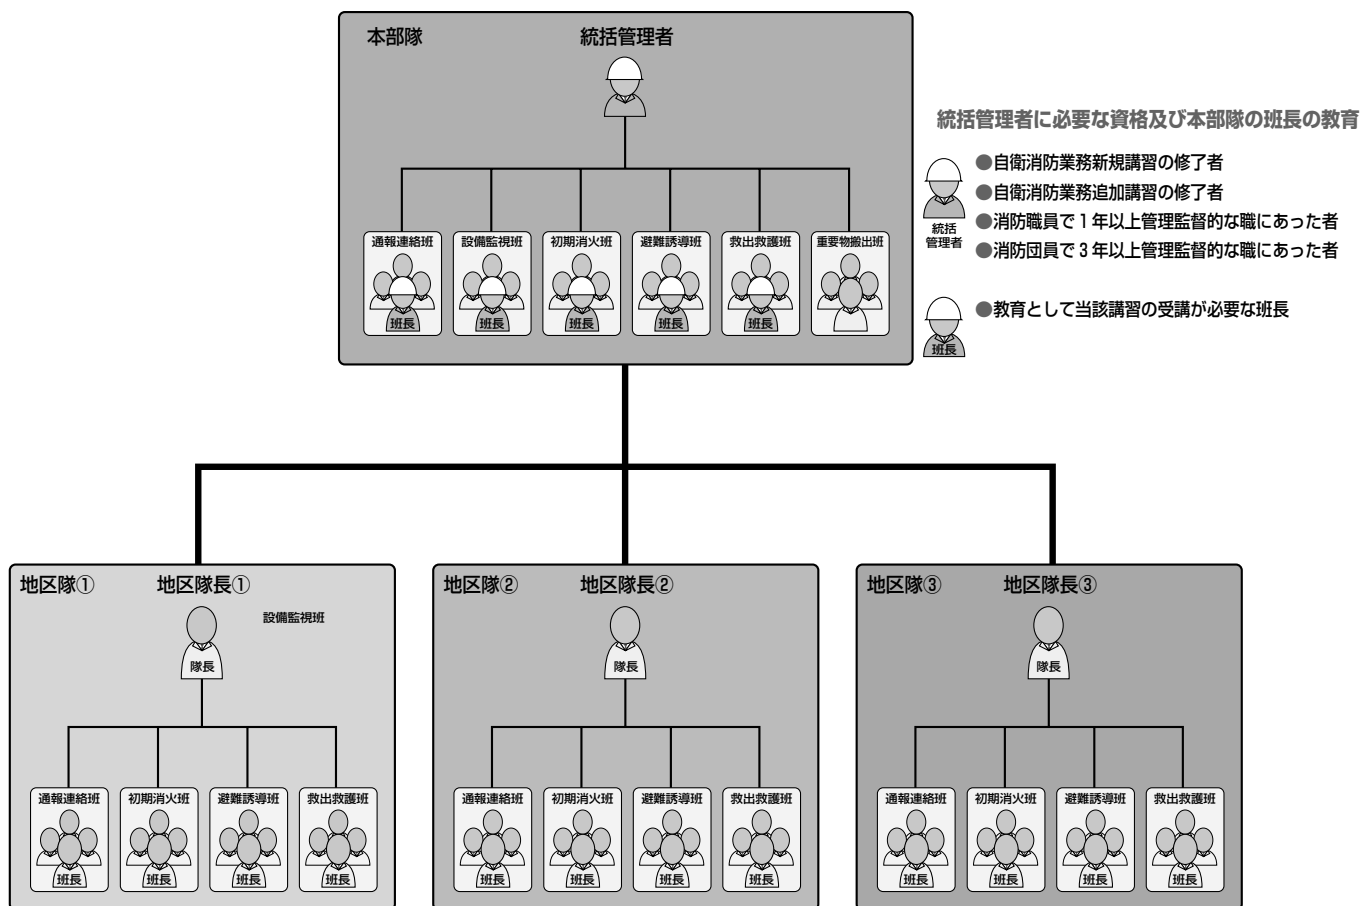 本部隊
統括管理者
通報連絡班
設備監視班
初期消火班
避難誘導班
救出救護班
重要物搬出班
班長
班長
班長
班長
班長
統括管理者に必要な資格及び本部隊の班長の教育
●自衛消防業務新規講習の修了者
●自衛消防業務追加講習の修了者
●消防職員で1年以上管理監督的な職にあった者
●消防団員で3年以上管理監督的な職にあった者
統括
管理者
●教育として当該講習の受講が必要な班長
班長
地区隊①
地区隊長①
設備監視班
隊長
通報連絡班
初期消火班
避難誘導班
救出救護班
班長
班長
班長
班長
地区隊②
地区隊長②
隊長
通報連絡班
初期消火班
避難誘導班
救出救護班
班長
班長
班長
班長
地区隊③
地区隊長③
隊長
通報連絡班
初期消火班
避難誘導班
救出救護班
班長
班長
班長
班長